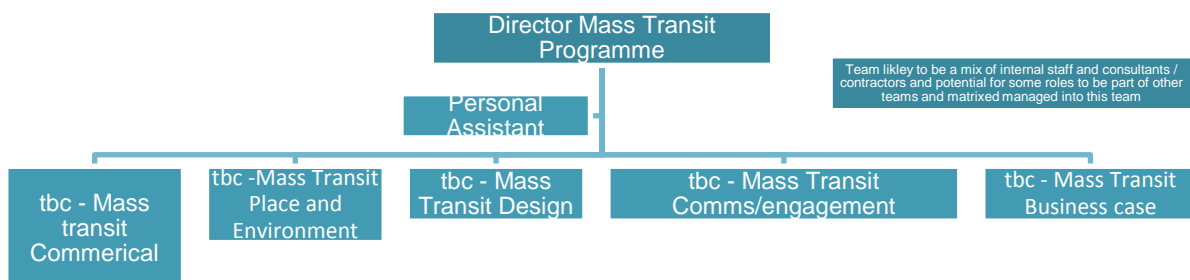 Director Mass Transit
Programme
Team likley to be a mix of internal staff and consultants /
contractors and potential for some roles to be part of other
teams and matrixed managed into this team
Personal
Assistant
tbc - Mass
transit
Commerical
tbc -Mass Transit
Place and
Environment
tbc - Mass
Transit Design
tbc - Mass Transit
Comms/engagement
tbc - Mass Transit
Business case